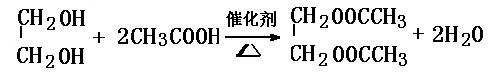 CH₂OH
CH₂OH + 2CH3COOH 催化剂 △ CH₂OOCCH₃
CH₂OOCCH₃ + 2H₂O